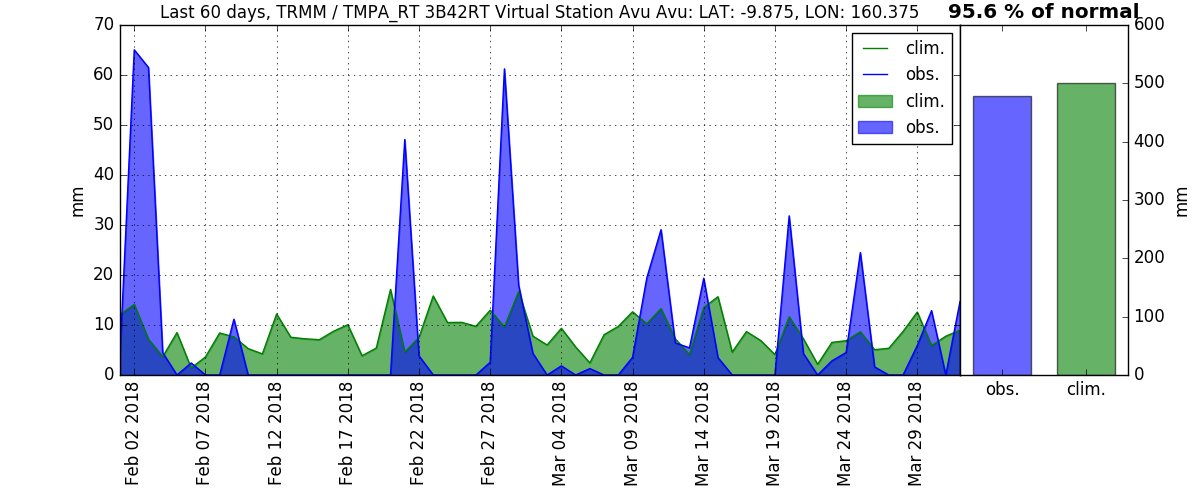 Last 60 days, TRMM / TMPA_RT 3B42RT Virtual Station Avu Avu: LAT: -9.875, LON: 160.375
95.6 % of normal
70
60
50
40
30
20
10
0
mm
clim.
obs.
clim.
obs.
600
500
400
300
200
100
0
mm
obs.
clim.
Feb 02 2018
Feb 07 2018
Feb 12 2018
Feb 17 2018
Feb 22 2018
Feb 27 2018
Mar 04 2018
Mar 09 2018
Mar 14 2018
Mar 19 2018
Mar 24 2018
Mar 29 2018